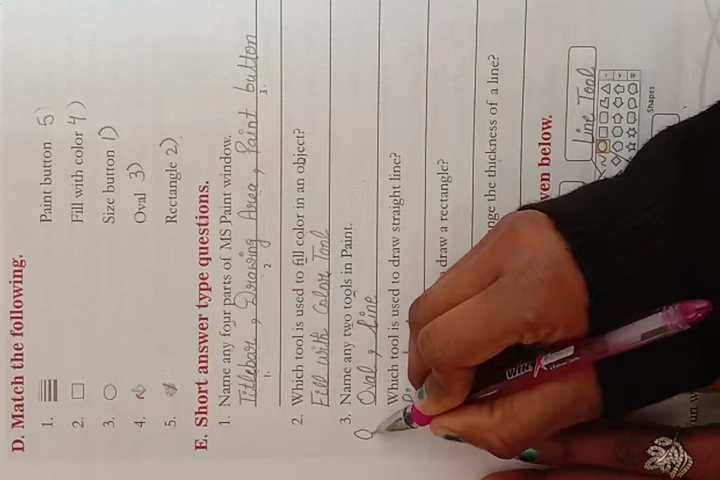 D. Match the following.
1. Paint button 5)
2. Fill with color 4)
3. Size button 1)
4. Oval 3)
5. Rectangle 2)
E. Short answer type questions.
1. Name any four parts of MS Paint window.
Titlebar, Drawing Area, Paint button
1. 2. 3.
2. Which tool is used to fill color in an object?
Fill with Color Tool
3. Name any two tools in Paint.
Oval, Line
Which tool is used to draw straight line?
draw a rectangle?
nge the thickness of a line?
ven below.
Line Tool
Shapes
WIN